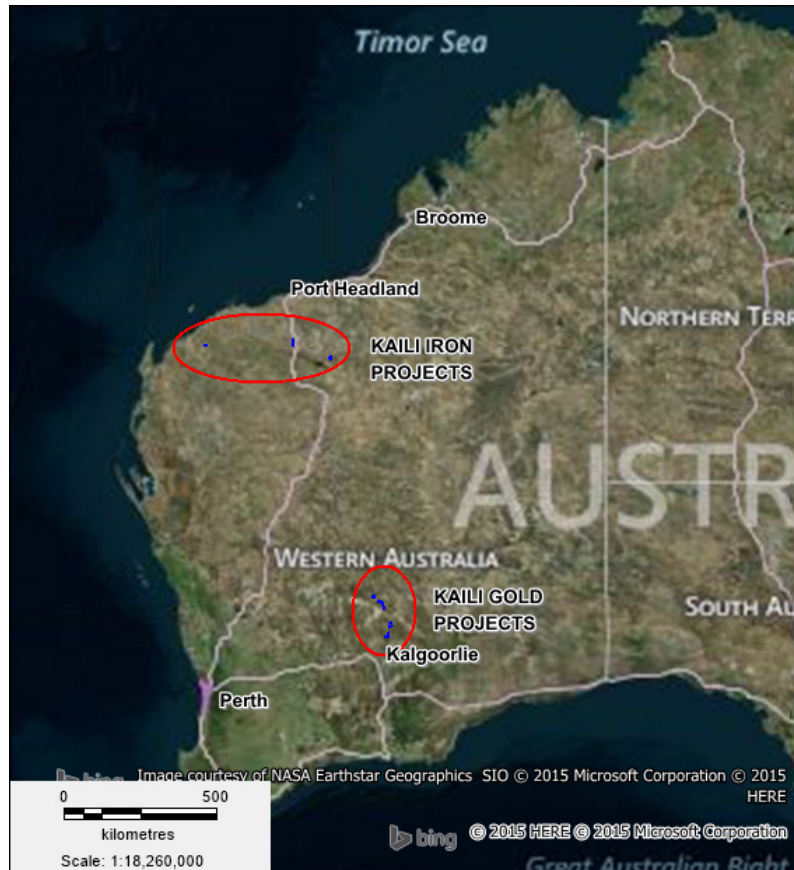 Timor Sea
Broome
Port Headland
NORTHERN TERR
KAILI IRON
PROJECTS
AUSTR
WESTERN AUSTRALIA
KAILI GOLD
PROJECTS
SOUTH AU
Kalgoorlie
Perth
bing
Image courtesy of NASA Earthstar Geographics SIO © 2015 Microsoft Corporation © 2015
HERE
0 500
kilometres
Scale: 1:18,260,000
bing © 2015 HERE © 2015 Microsoft Corporation
Great Australian Bight